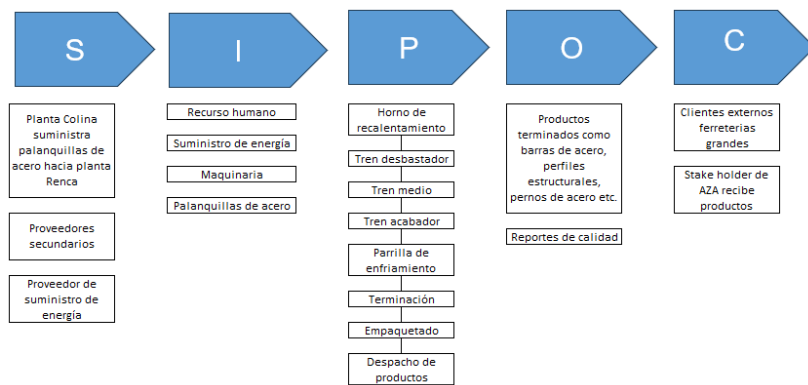 S
I
P
O
C
Planta Colina
suministra
palanquillas de
acero hacia planta
Renca
Proveedores
secundarios
Proveedor de
suministro de
energía
Recurso humano
Suministro de energía
Maquinaria
Palanquillas de acero
Horno de
recalentamiento
Tren desbastador
Tren medio
Tren acabador
Parrilla de
enfriamiento
Terminación
Empaquetado
Despacho de
productos
Productos
terminados como
barras de acero,
perfiles
estructurales,
pernos de acero etc.
Reportes de calidad
Clientes externos
ferreterias
grandes
Stake holder de
AZA recibe
productos